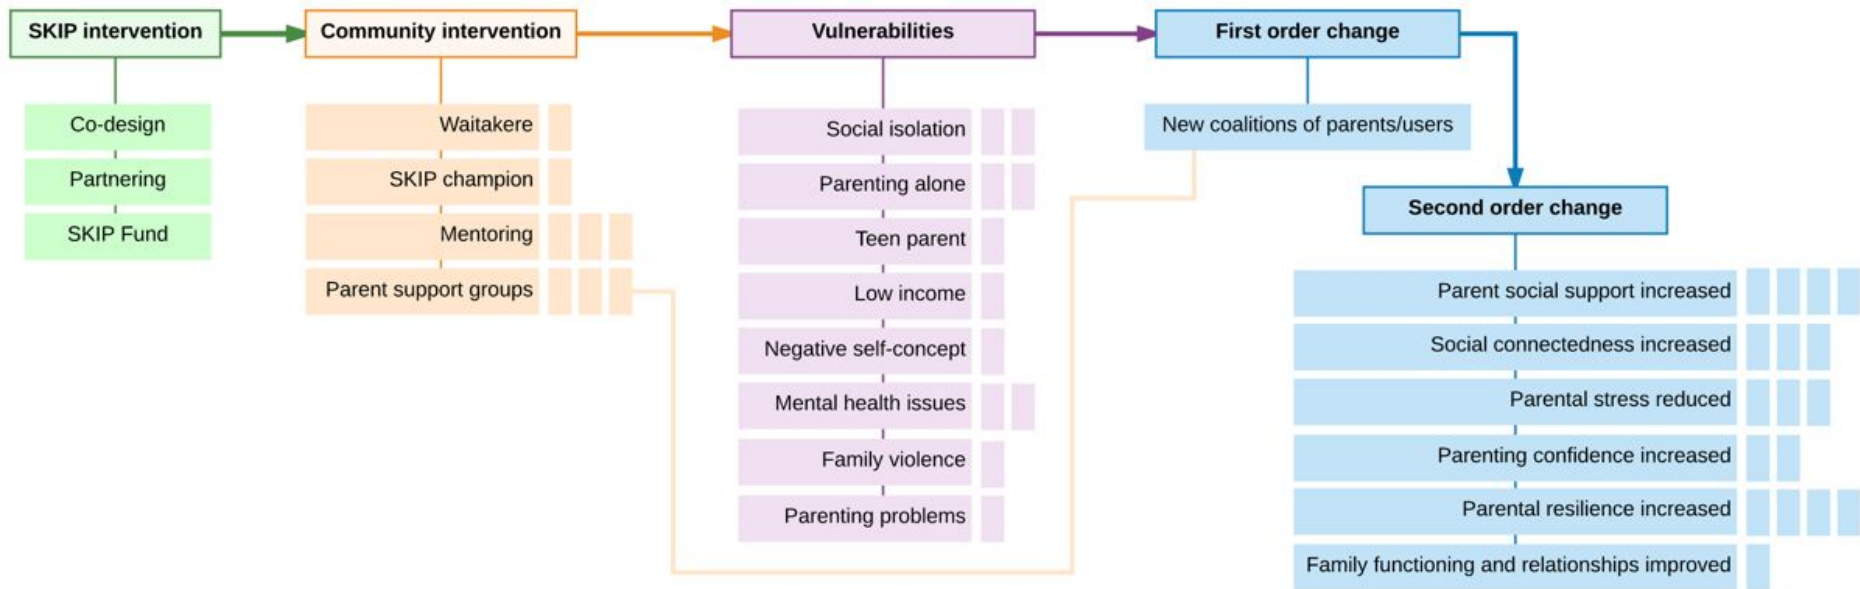 SKIP intervention
Community intervention
Vulnerabilities
First order change
Co-design
Partnering
SKIP Fund
Waitakere
SKIP champion
Mentoring
Parent support groups
Social isolation
Parenting alone
Teen parent
Low income
Negative self-concept
Mental health issues
Family violence
Parenting problems
New coalitions of parents/users
Second order change
Parent social support increased
Social connectedness increased
Parental stress reduced
Parenting confidence increased
Parental resilience increased
Family functioning and relationships improved